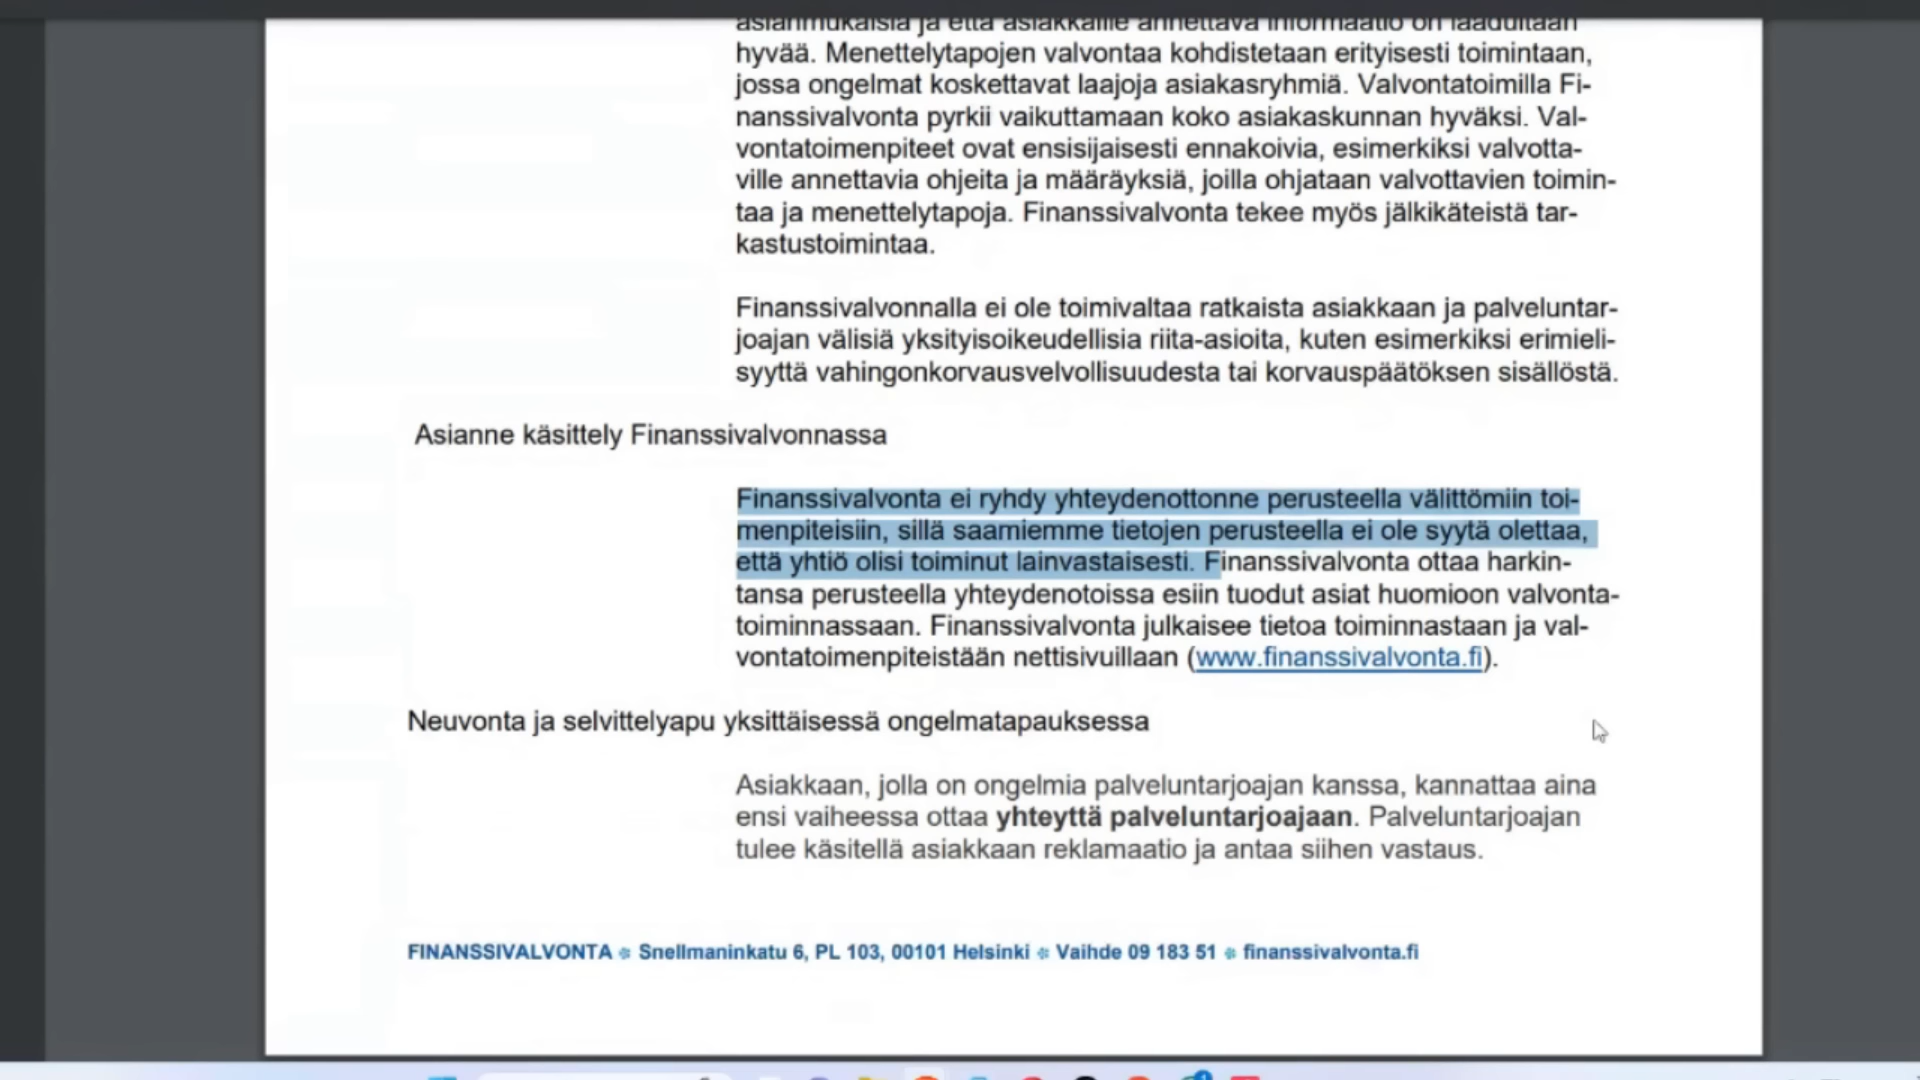 asianmukaisia ja että asiakkaille annettava informaatio on laadultaan
hyvää. Menettelytapojen valvontaa kohdistetaan erityisesti toimintaan,
jossa ongelmat koskettavat laajoja asiakasryhmiä. Valvontatoimilla Fi-
nanssivalvonta pyrkii vaikuttamaan koko asiakaskunnan hyväksi. Val-
vontatoimenpiteet ovat ensisijaisesti ennakoivia, esimerkiksi valvotta-
ville annettavia ohjeita ja määräyksiä, joilla ohjataan valvottavien toimin-
taa ja menettelytapoja. Finanssivalvonta tekee myös jälkikäteistä tar-
kastustoimintaa.
Finanssivalvonnalla ei ole toimivaltaa ratkaista asiakkaan ja palveluntar-
joajan välisiä yksityisoikeudellisia riita-asioita, kuten esimerkiksi erimieli-
syyttä vahingonkorvausvelvollisuudesta tai korvauspäätöksen sisällöstä.
Asianne käsittely Finanssivalvonnassa
Finanssivalvonta ei ryhdy yhteydenottonne perusteella välittömiin toi-
menpiteisiin, sillä saamiemme tietojen perusteella ei ole syytä olettaa,
että yhtiö olisi toiminut lainvastaisesti. Finanssivalvonta ottaa harkin-
tansa perusteella yhteydenotoissa esiin tuodut asiat huomioon valvonta-
toiminnassaan. Finanssivalvonta julkaisee tietoa toiminnastaan ja val-
vontatoimenpiteistään nettisivuillaan (www.finanssivalvonta.fi).
Neuvonta ja selvittelyapu yksittäisessä ongelmatapauksessa
Asiakkaan, jolla on ongelmia palveluntarjoajan kanssa, kannattaa aina
ensi vaiheessa ottaa yhteyttä palveluntarjoajaan. Palveluntarjoajan
tulee käsitellä asiakkaan reklamaatio ja antaa siihen vastaus.
FINANSSIVALVONTA Snellmaninkatu 6, PL 103, 00101 Helsinki Vaihde 09 183 51 finanssivalvonta.fi